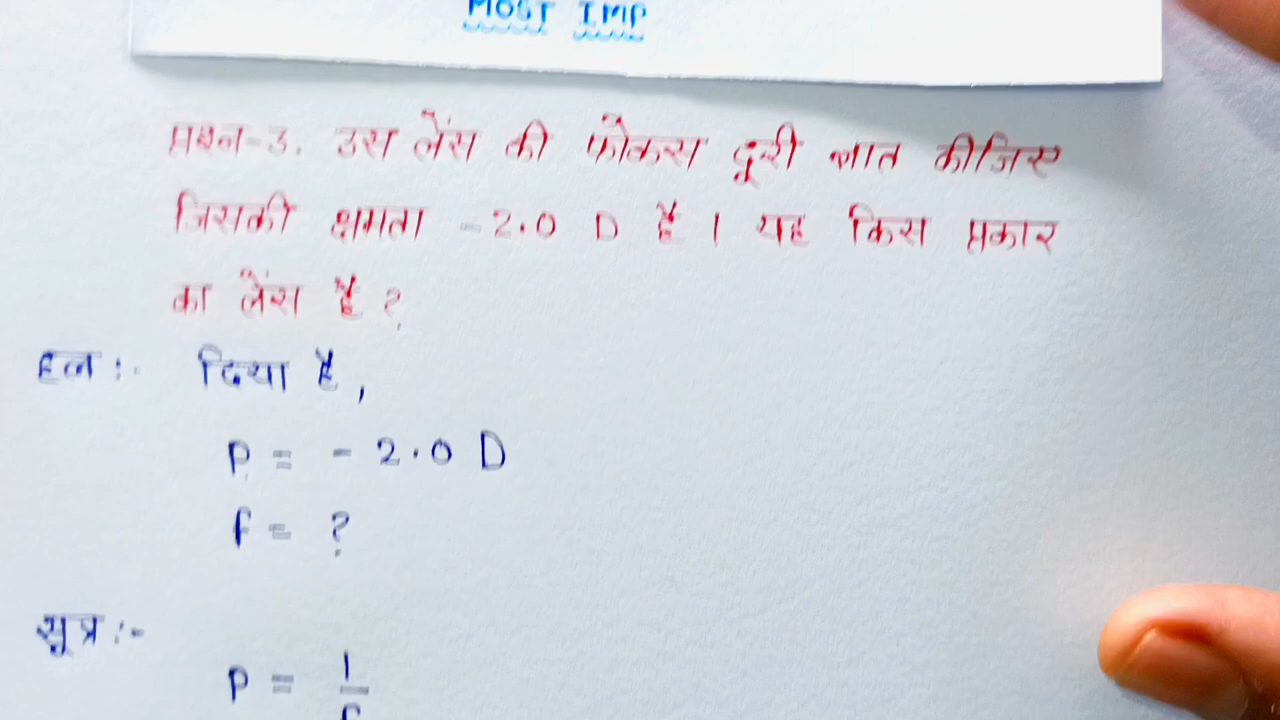 MOST IMP
प्रश्न-3. उस लेंस की फोकस दूरी ज्ञात कीजिए
जिसकी क्षमता -2.0 D है । यह किस प्रकार
का लेंस है ?
हल :- दिया है ,
P = - 2.0 D
f = ?
सूत्र :-
P = 1
f